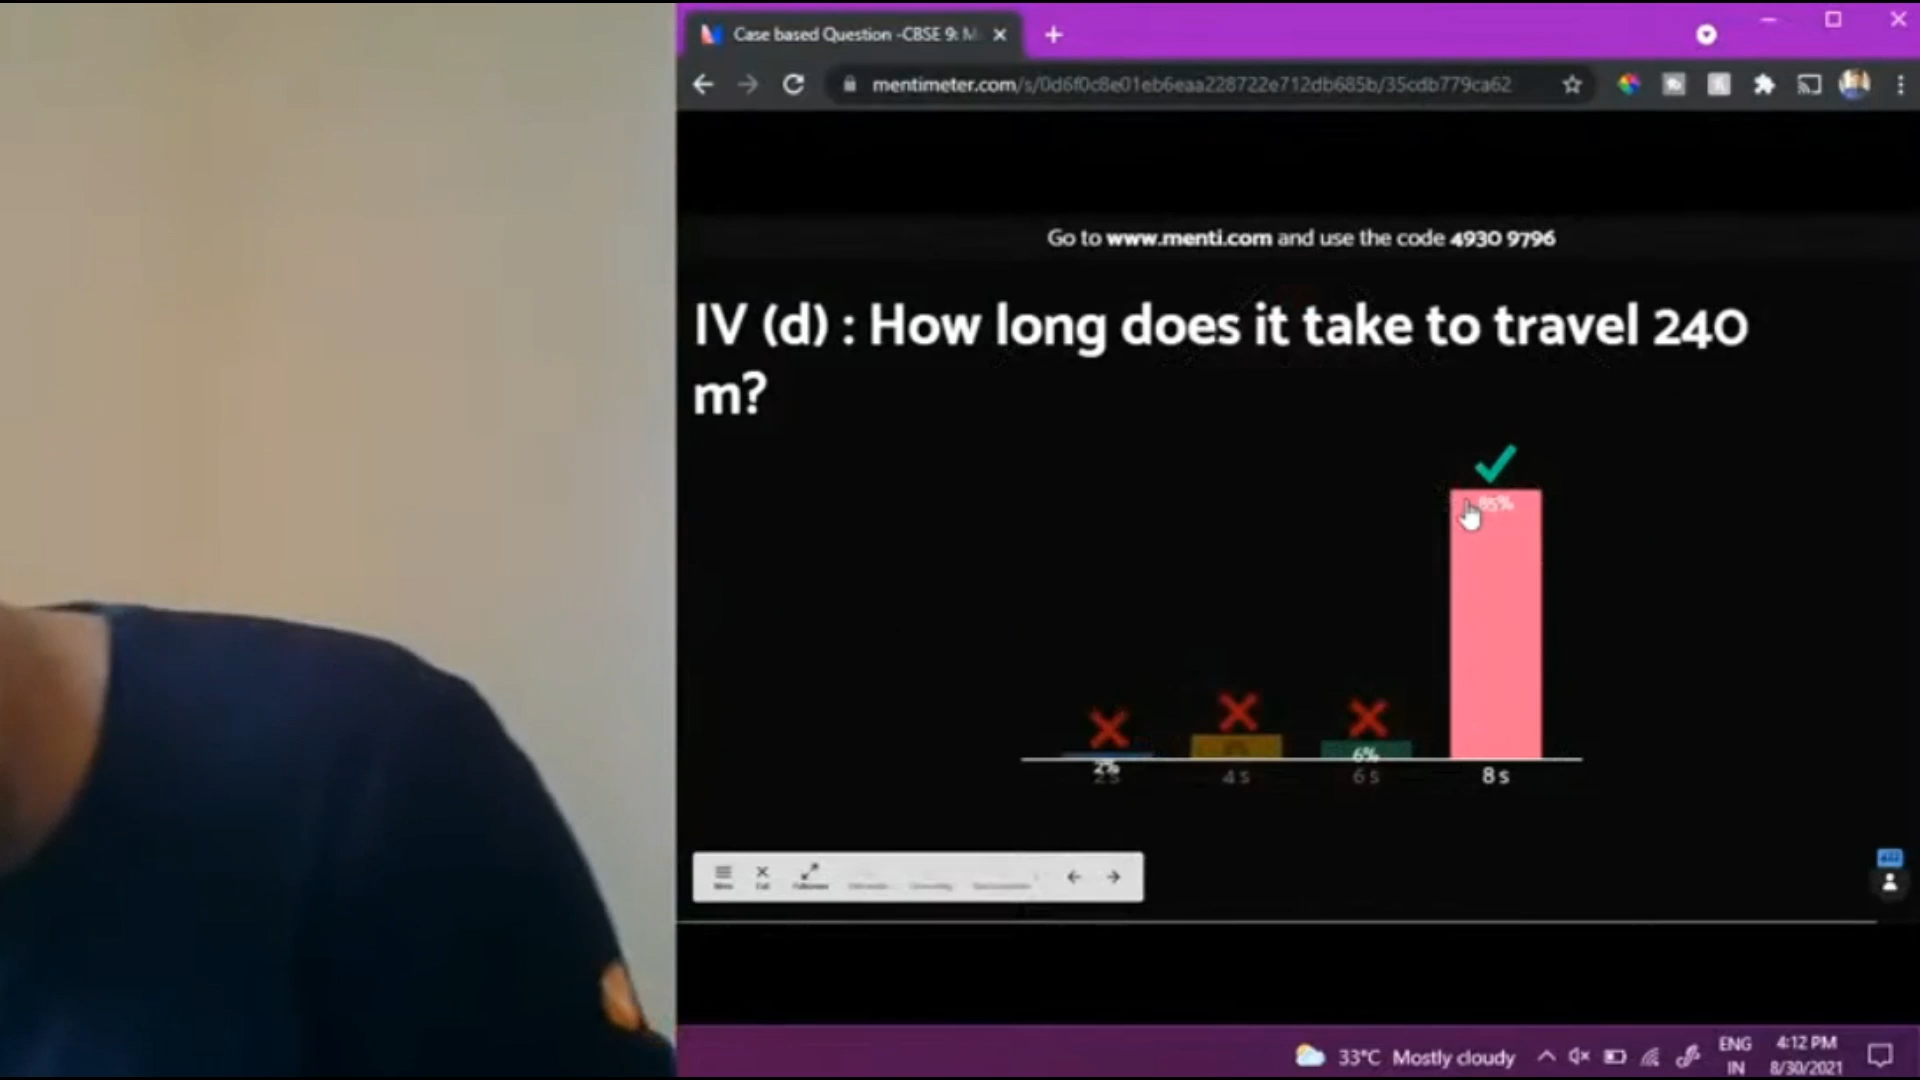 Case based Question -CBSE 9: M
mentimeter.com/s/0d6f0c8e01eb6eaa228722e712db685b/35cdb779ca62
Go to www.menti.com and use the code 4930 9796
IV (d) : How long does it take to travel 240
m?
85%
6%
2%
2 s
4 s
6 s
8 s
33°C Mostly cloudy
ENG
IN
4:12 PM
8/30/2021